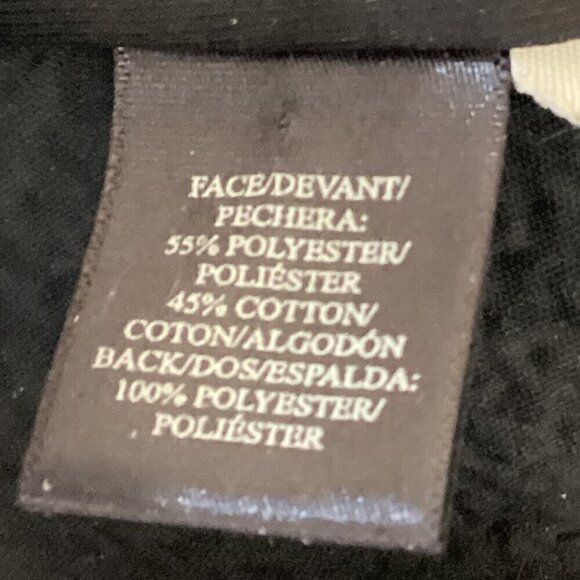 FACE/DEVANT/
PECHERA:
55% POLYESTER/
POLIÉSTER
45% COTTON/
COTON/ALGODÓN
BACK/DOS/ESPALDA:
100% POLYESTER/
POLIÉSTER